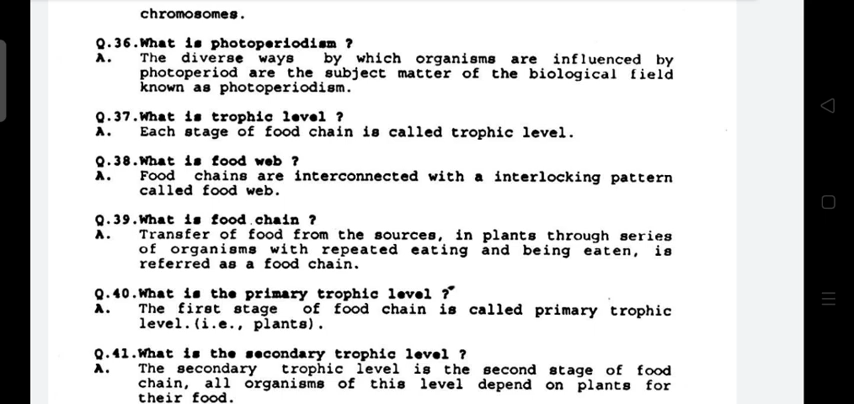 chromosomes.
Q.36.What is photoperiodism ?
A. The diverse ways by which organisms are influenced by
photoperiod are the subject matter of the biological field
known as photoperiodism.
Q.37.What is trophic level ?
A. Each stage of food chain is called trophic level.
Q.38.What is food web ?
A. Food chains are interconnected with a interlocking pattern
called food web.
Q.39.What is food chain ?
A. Transfer of food from the sources, in plants through series
of organisms with repeated eating and being eaten, is
referred as a food chain.
Q.40.What is the primary trophic level ?
A. The first stage of food chain is called primary trophic
level.(i.e., plants).
Q.41.What is the secondary trophic level ?
A. The secondary trophic level is the second stage of food
chain, all organisms of this level depend on plants for
their food.